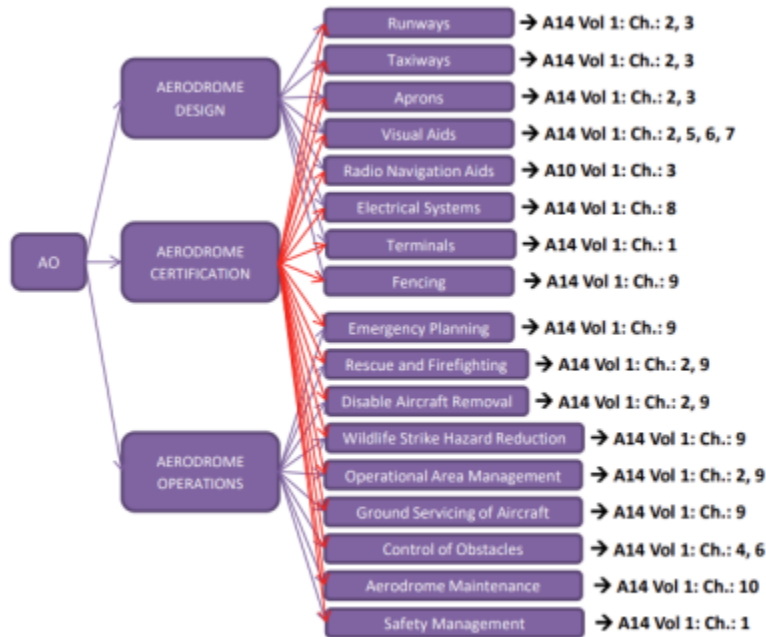 Runways → A14 Vol 1: Ch.: 2, 3
Taxiways → A14 Vol 1: Ch.: 2, 3
AERODROME
DESIGN
Aprons → A14 Vol 1: Ch.: 2, 3
Visual Aids → A14 Vol 1: Ch.: 2, 5, 6, 7
Radio Navigation Aids → A10 Vol 1: Ch.: 3
Electrical Systems → A14 Vol 1: Ch.: 8
AO
AERODROME
CERTIFICATION
Terminals → A14 Vol 1: Ch.: 1
Fencing → A14 Vol 1: Ch.: 9
Emergency Planning → A14 Vol 1: Ch.: 9
Rescue and Firefighting → A14 Vol 1: Ch.: 2, 9
Disable Aircraft Removal → A14 Vol 1: Ch.: 2, 9
Wildlife Strike Hazard Reduction → A14 Vol 1: Ch.: 9
AERODROME
OPERATIONS
Operational Area Management → A14 Vol 1: Ch.: 2, 9
Ground Servicing of Aircraft → A14 Vol 1: Ch.: 9
Control of Obstacles → A14 Vol 1: Ch.: 4, 6
Aerodrome Maintenance → A14 Vol 1: Ch.: 10
Safety Management → A14 Vol 1: Ch.: 1